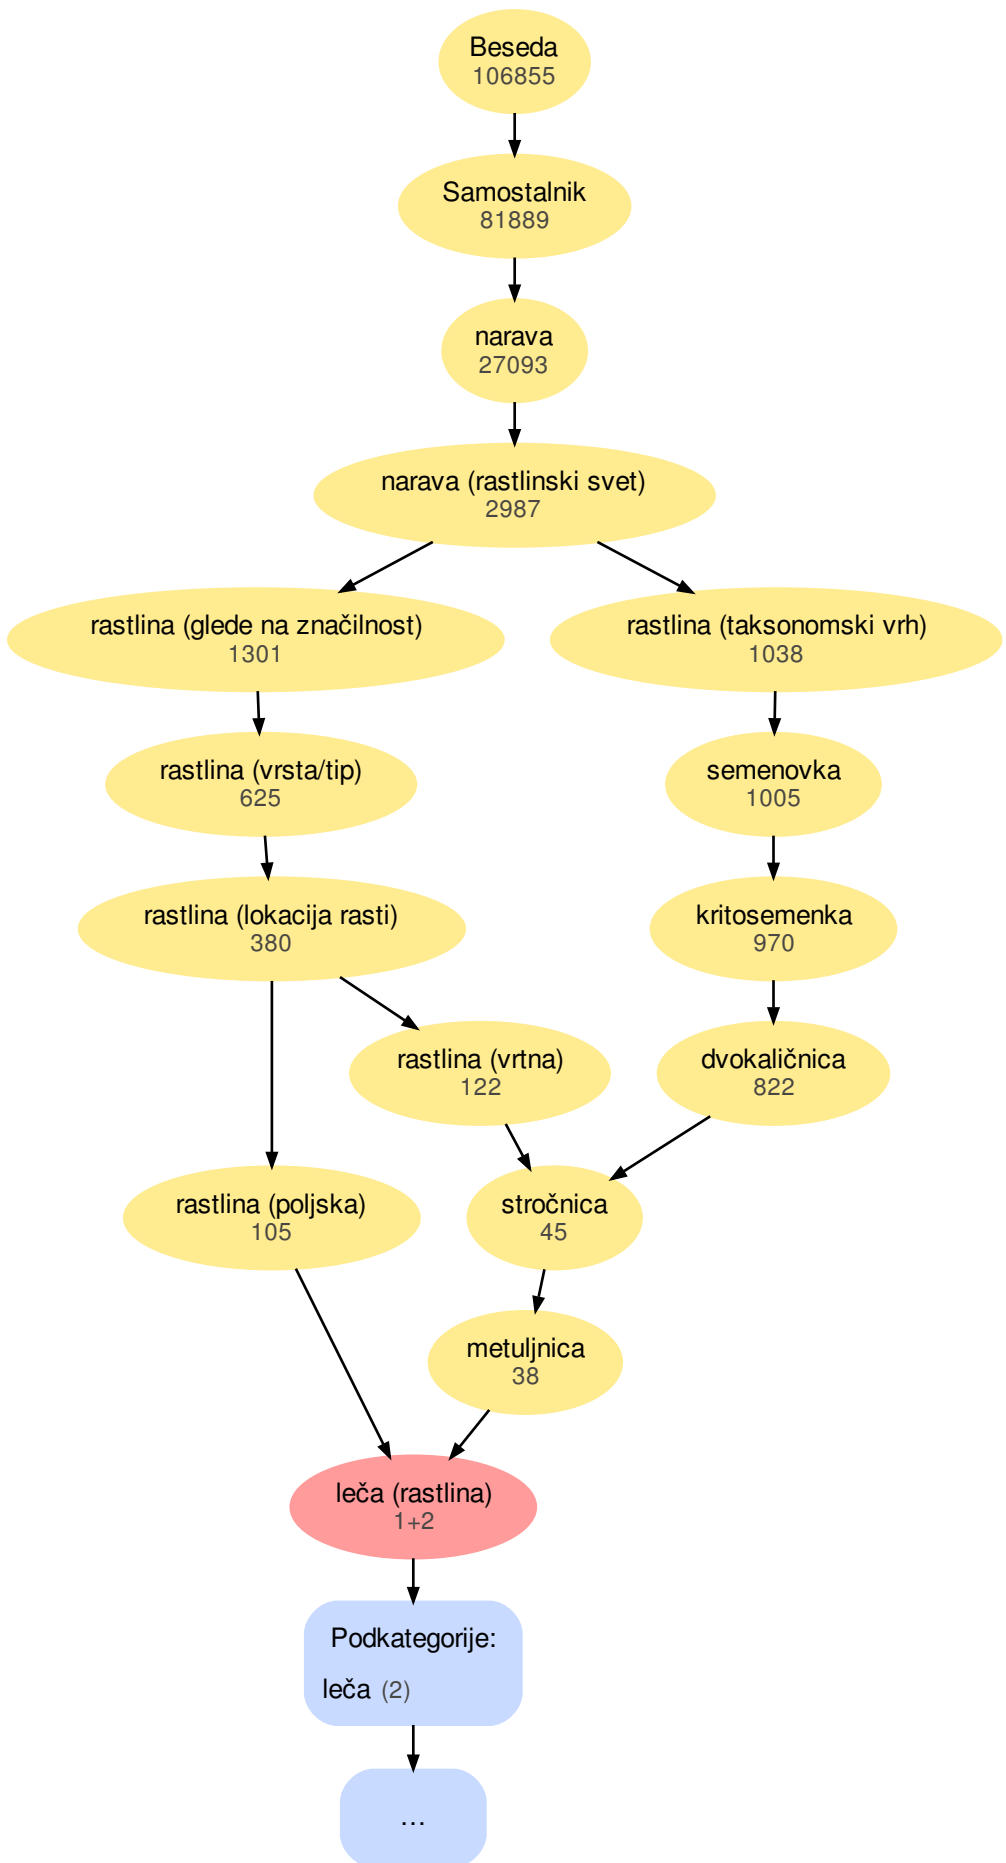 Beseda
106855
Samostalnik
81889
narava
27093
narava (rastlinski svet)
2987
rastlina (glede na značilnost)
1301
rastlina (taksonomski vrh)
1038
rastlina (vrsta/tip)
625
semenovka
1005
rastlina (lokacija rasti)
380
kritosemenka
970
rastlina (vrtna)
122
dvokaličnica
822
rastlina (poljska)
105
stročnica
45
metuljnica
38
leča (rastlina)
1+2
Podkategorije:
leča (2)
...